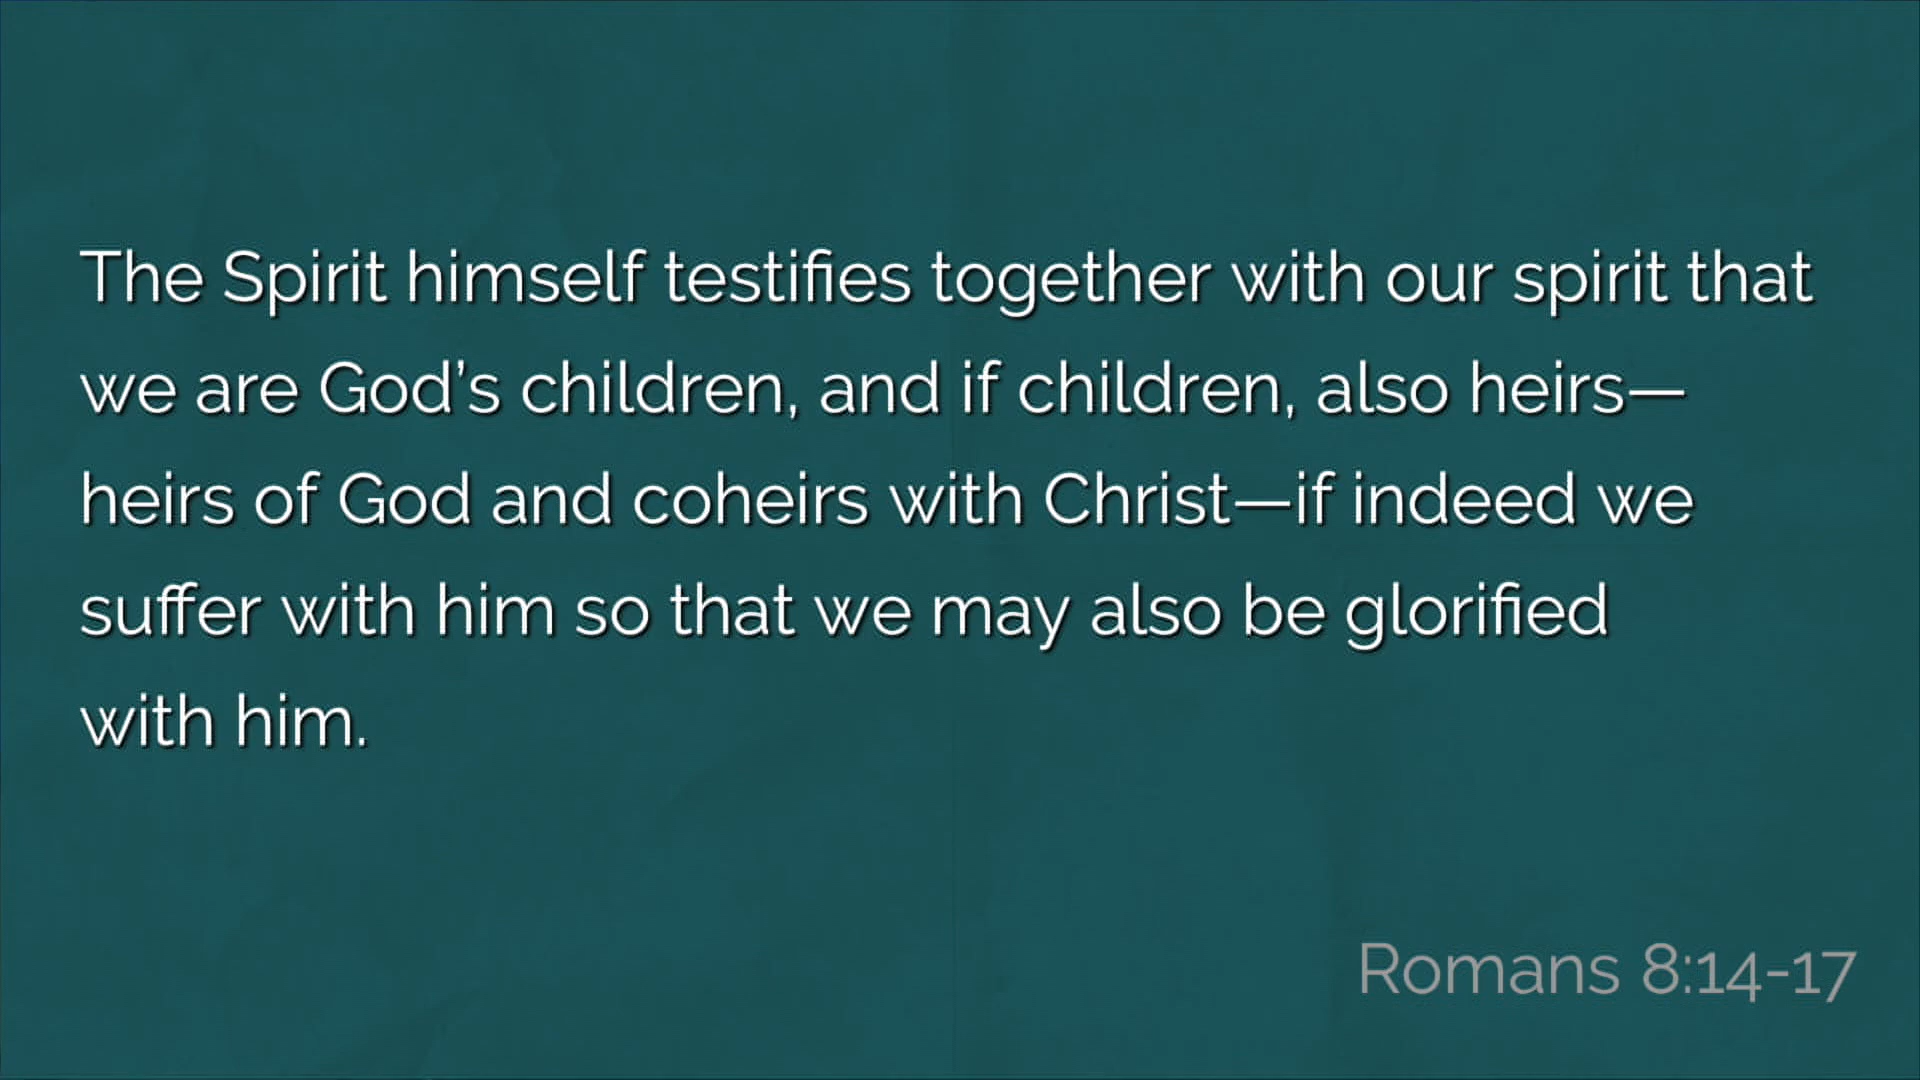 The Spirit himself testifies together with our spirit that
we are God’s children, and if children, also heirs—
heirs of God and coheirs with Christ—if indeed we
suffer with him so that we may also be glorified
with him.
Romans 8:14-17